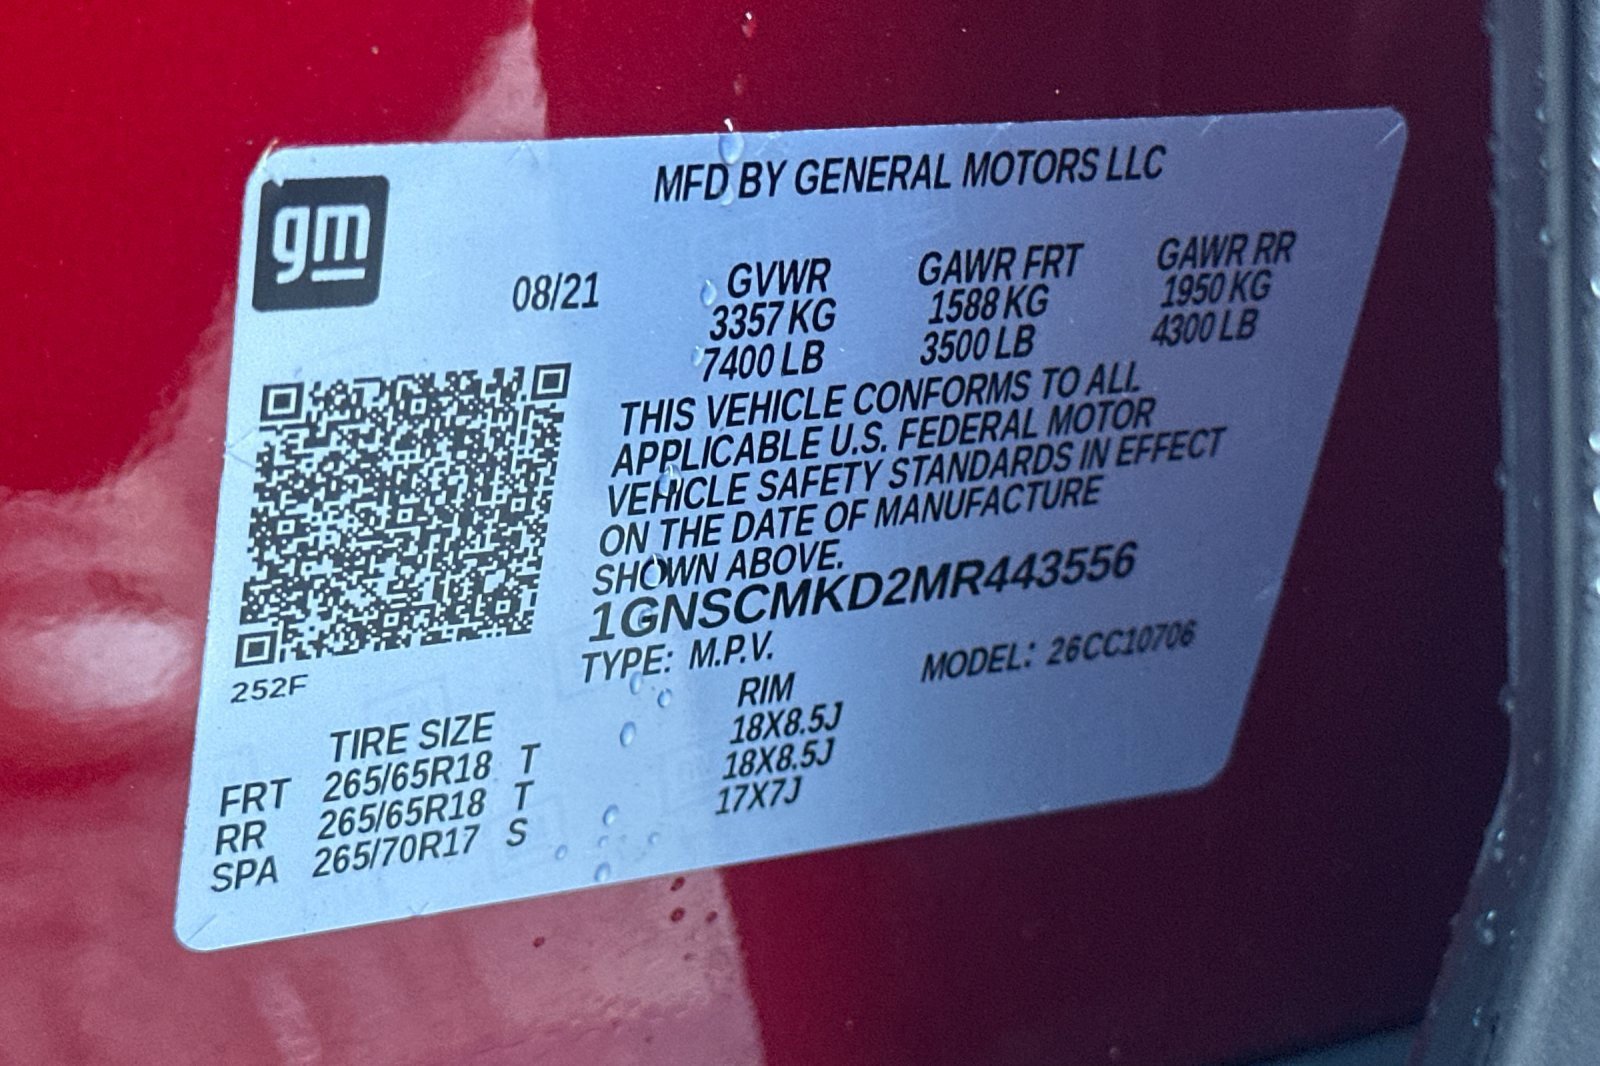 gm
MFD BY GENERAL MOTORS LLC
08/21
GVWR GAWR FRT GAWR RR
3357 KG 1588 KG 1950 KG
7400 LB 3500 LB 4300 LB
THIS VEHICLE CONFORMS TO ALL
APPLICABLE U.S. FEDERAL MOTOR
VEHICLE SAFETY STANDARDS IN EFFECT
ON THE DATE OF MANUFACTURE
SHOWN ABOVE.
1GNSCMKD2MR443556
TYPE: M.P.V. MODEL: 26CC10706
252F
TIRE SIZE RIM
FRT 265/65R18 T 18X8.5J
RR 265/65R18 T 18X8.5J
SPA 265/70R17 S 17X7J